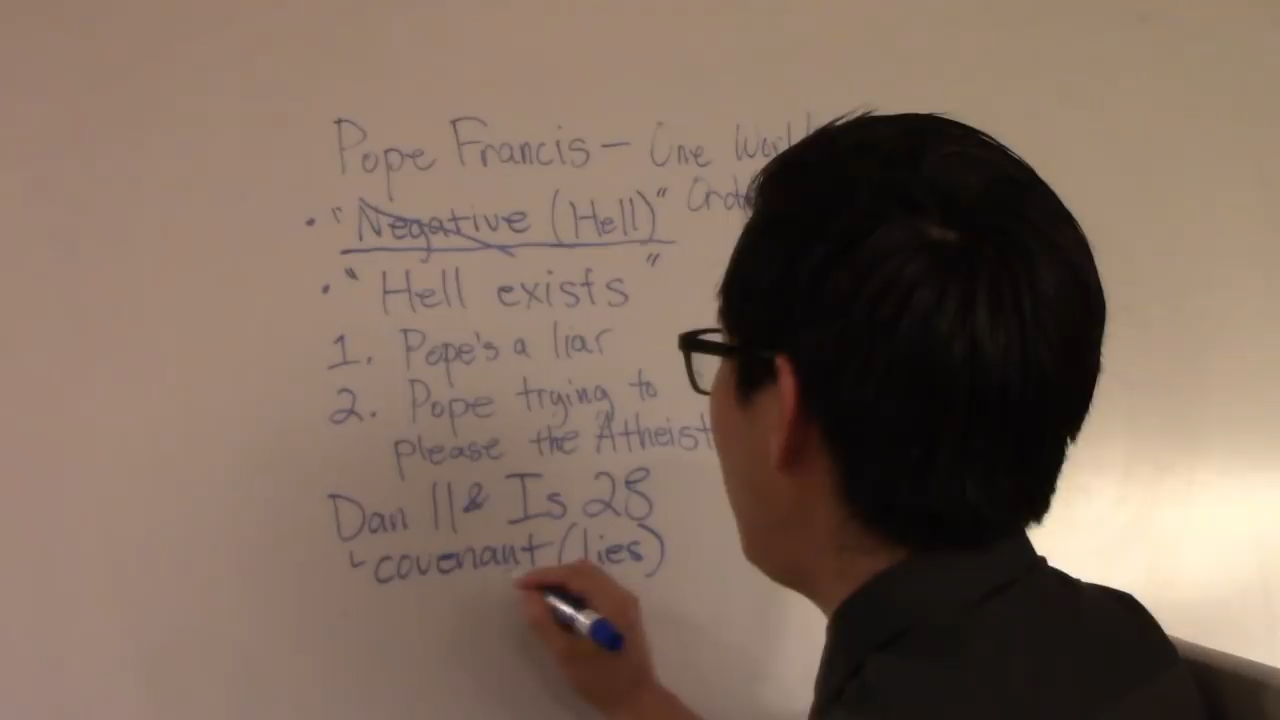 Pope Francis - One World
Order
• "Negative (Hell)"
• "Hell exists"
1. Pope's a liar
2. Pope trying to
please the Atheist
Dan 11 & Is 28
└ covenant (lies)